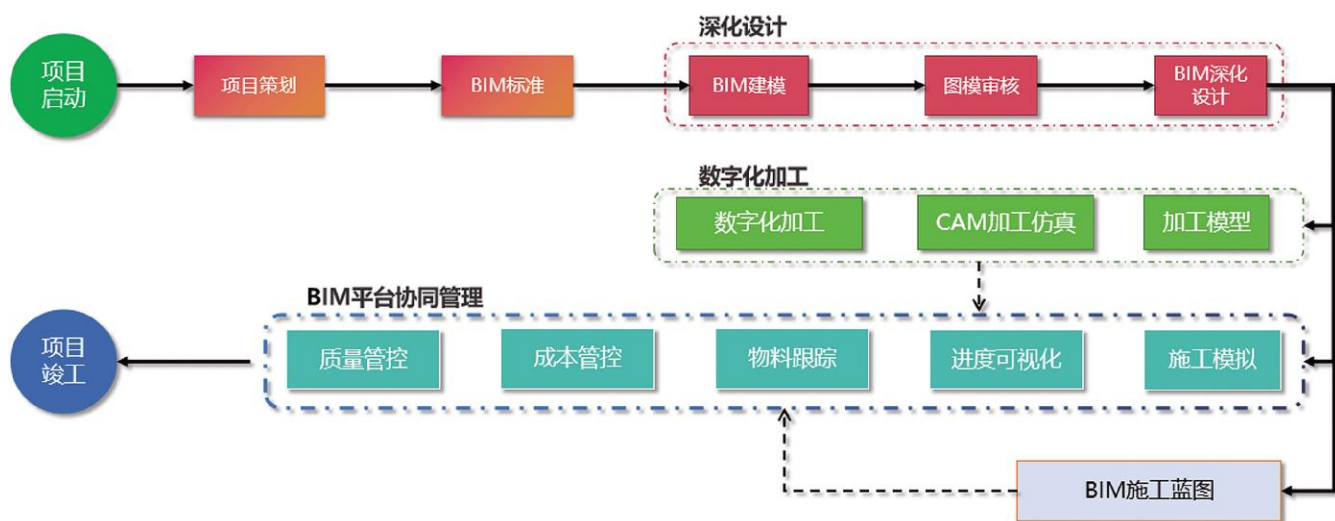 深化设计
项目
启动
项目策划
BIM标准
BIM建模
图模审核
BIM深化
设计
数字化加工
数字化加工
CAM加工仿真
加工模型
BIM平台协同管理
项目
竣工
质量管控
成本管控
物料跟踪
进度可视化
施工模拟
BIM施工蓝图